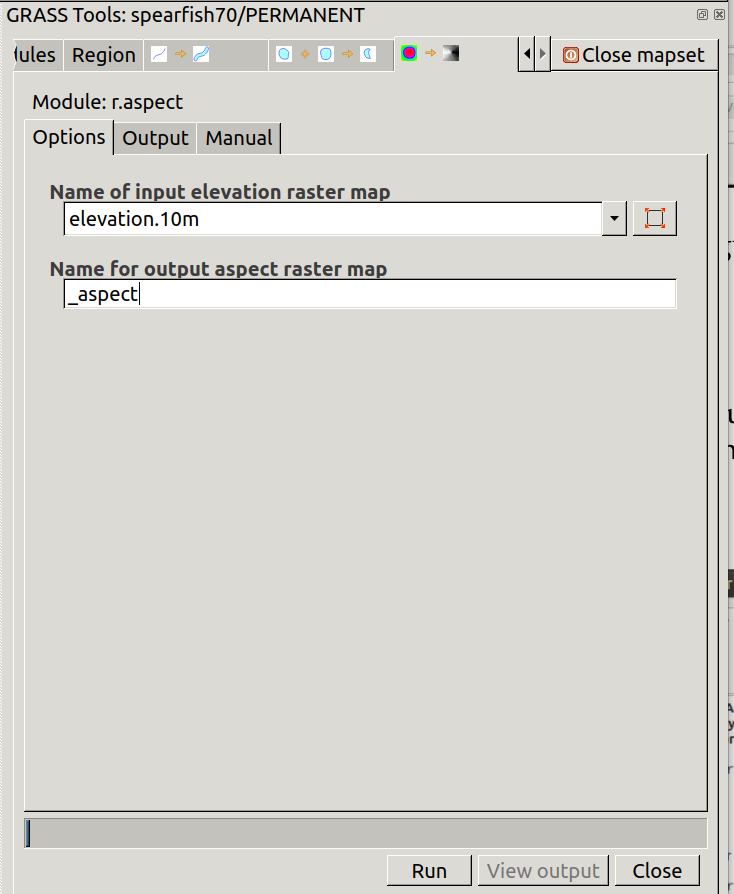 GRASS Tools: spearfish70/PERMANENT
ules Region Close mapset
Module: r.aspect
Options Output Manual
Name of input elevation raster map
elevation.10m
Name for output aspect raster map
_aspect
Run View output Close